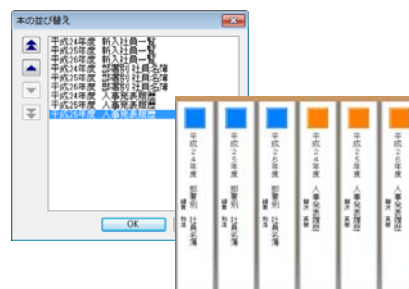 本の並び替え
平成24年度 新入社員一覧
平成25年度 新入社員一覧
平成26年度 新入社員一覧
平成24年度 部署別 社員名簿
平成25年度 部署別 社員名簿
平成26年度 部署別 社員名簿
平成24年度 人事発表履歴
平成25年度 人事発表履歴
平成26年度 人事発表履歴
OK
平成24年度 部署別 社員名簿
平成25年度 部署別 社員名簿
平成26年度 部署別 社員名簿
平成24年度 人事発表履歴
平成25年度 人事発表履歴
平成26年度 人事発表履歴